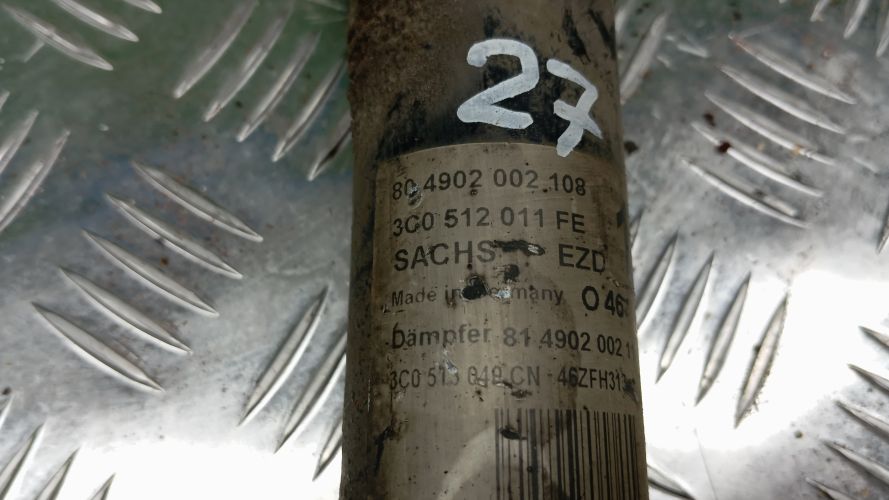 27
80 4902 002 108
3C0 512 011 FE
SACHS EZD
Made in Germany O 46
Dämpfer 81 4902 002 1
3C0 513 049 CN 46ZFH313